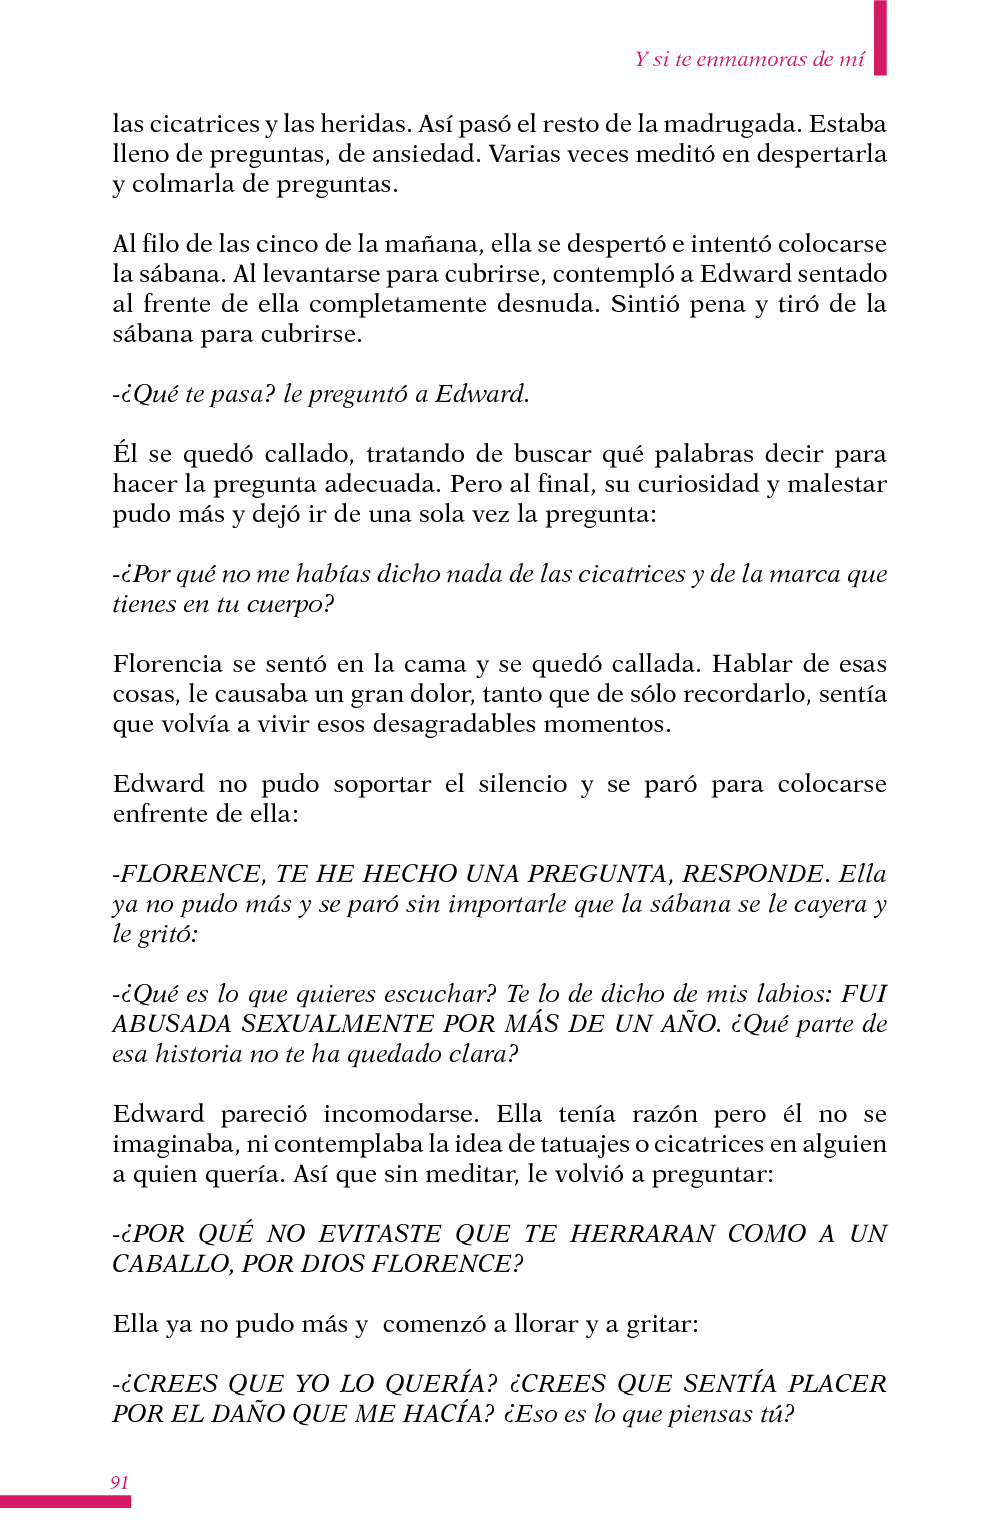 Y si te enmamoras de mí
las cicatrices y las heridas. Así pasó el resto de la madrugada. Estaba
lleno de preguntas, de ansiedad. Varias veces meditó en despertarla
y colmarla de preguntas.
Al filo de las cinco de la mañana, ella se despertó e intentó colocarse
la sábana. Al levantarse para cubrirse, contempló a Edward sentado
al frente de ella completamente desnuda. Sintió pena y tiró de la
sábana para cubrirse.
-¿Qué te pasa? le preguntó a Edward.
Él se quedó callado, tratando de buscar qué palabras decir para
hacer la pregunta adecuada. Pero al final, su curiosidad y malestar
pudo más y dejó ir de una sola vez la pregunta:
-¿Por qué no me habías dicho nada de las cicatrices y de la marca que
tienes en tu cuerpo?
Florencia se sentó en la cama y se quedó callada. Hablar de esas
cosas, le causaba un gran dolor, tanto que de sólo recordarlo, sentía
que volvía a vivir esos desagradables momentos.
Edward no pudo soportar el silencio y se paró para colocarse
enfrente de ella:
-FLORENCE, TE HE HECHO UNA PREGUNTA, RESPONDE. Ella
ya no pudo más y se paró sin importarle que la sábana se le cayera y
le gritó:
-¿Qué es lo que quieres escuchar? Te lo de dicho de mis labios: FUI
ABUSADA SEXUALMENTE POR MÁS DE UN AÑO. ¿Qué parte de
esa historia no te ha quedado clara?
Edward pareció incomodarse. Ella tenía razón pero él no se
imaginaba, ni contemplaba la idea de tatuajes o cicatrices en alguien
a quien quería. Así que sin meditar, le volvió a preguntar:
-¿POR QUÉ NO EVITASTE QUE TE HERRARAN COMO A UN
CABALLO, POR DIOS FLORENCE?
Ella ya no pudo más y  comenzó a llorar y a gritar:
-¿CREES QUE YO LO QUERÍA? ¿CREES QUE SENTÍA PLACER
POR EL DAÑO QUE ME HACÍA? ¿Eso es lo que piensas tú?
91